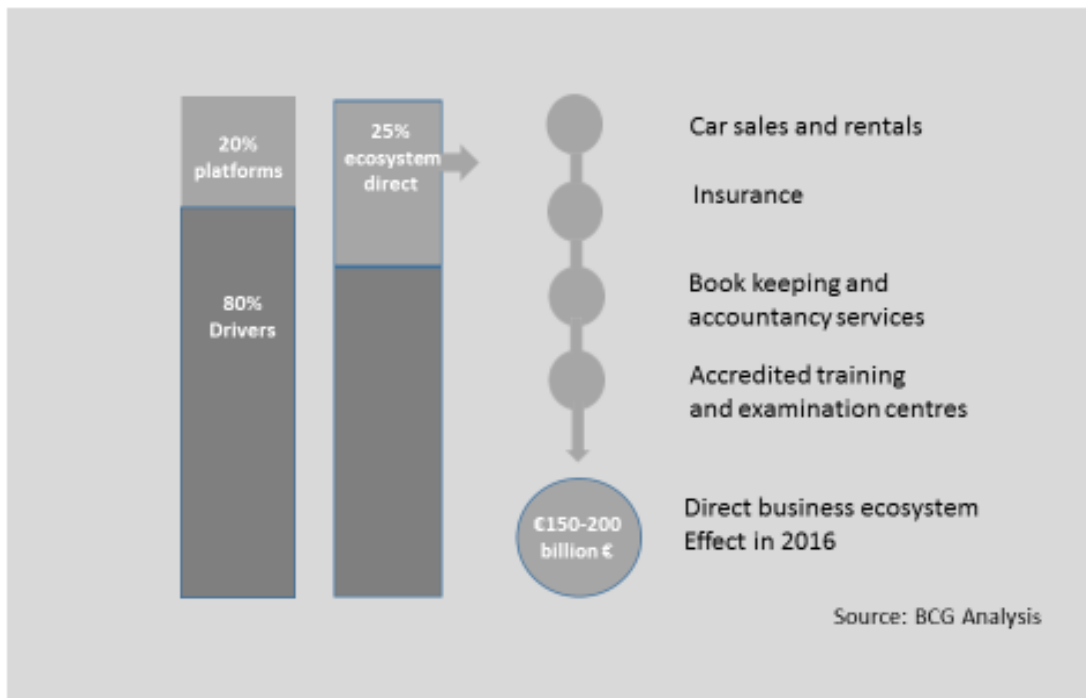 20%
platforms
80%
Drivers
25%
ecosystem
direct
Car sales and rentals
Insurance
Book keeping and
accountancy services
Accredited training
and examination centres
€150-200
billion €
Direct business ecosystem
Effect in 2016
Source: BCG Analysis